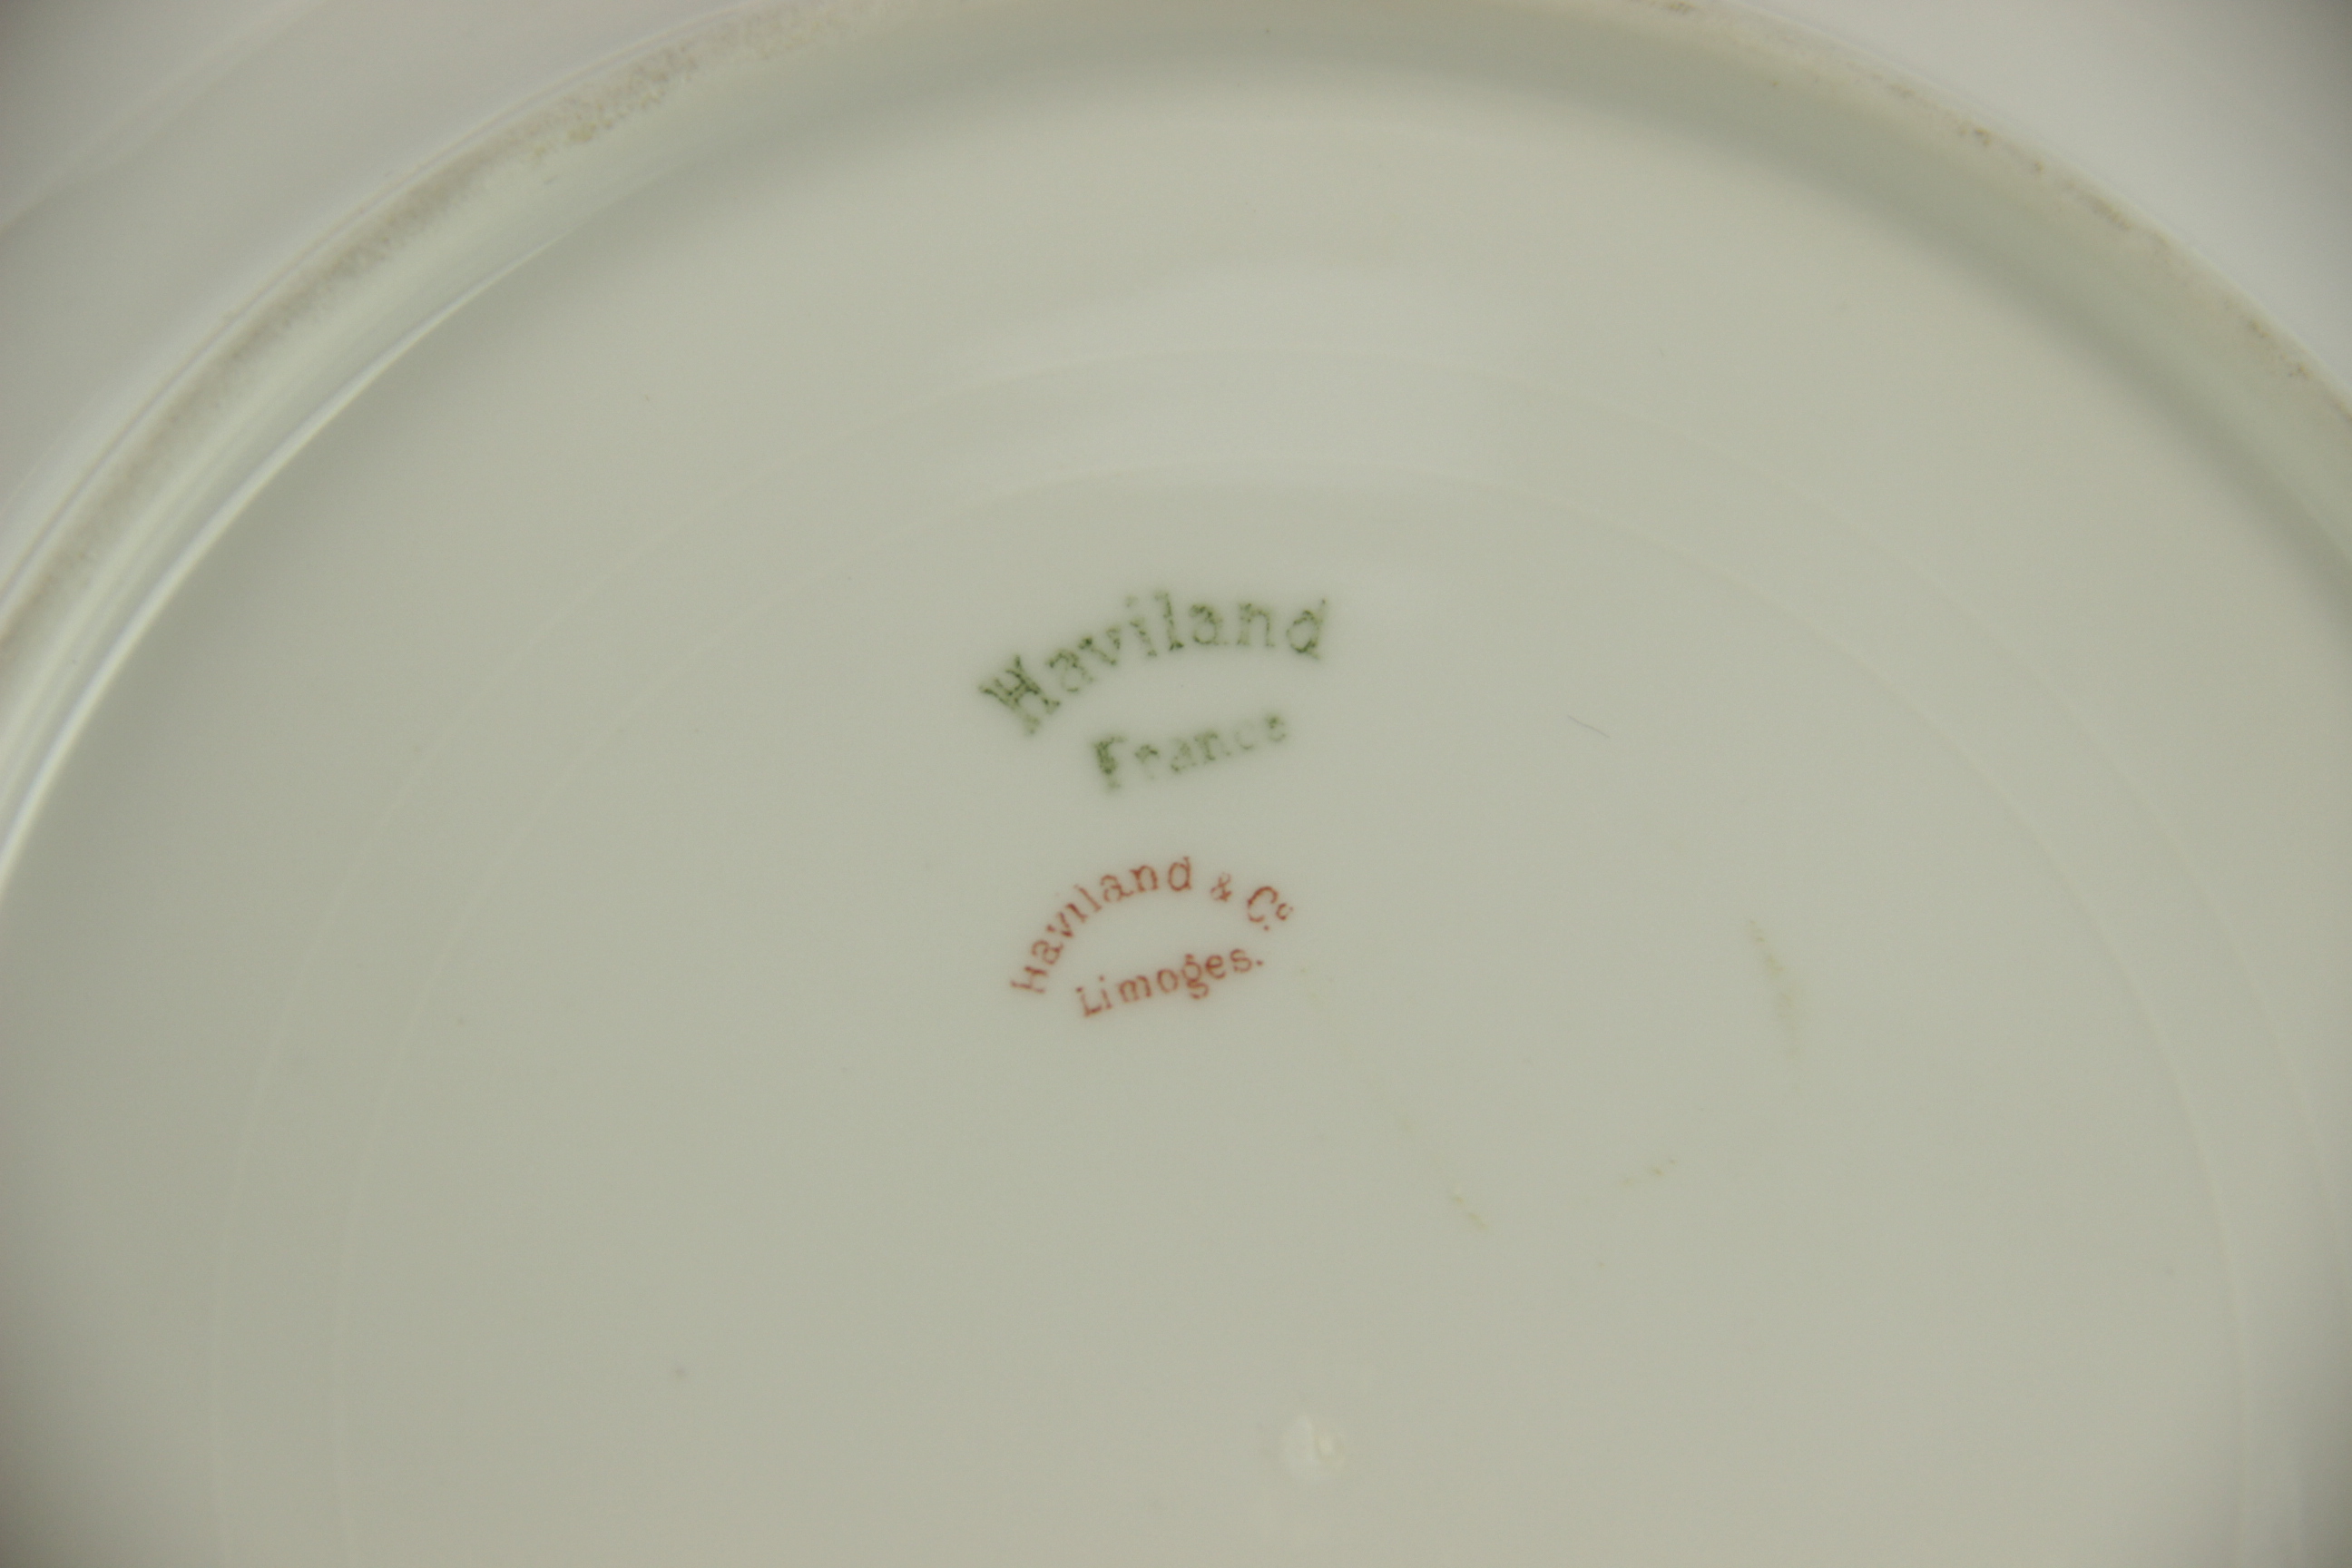 Haviland
France
Haviland & Co.
Limoges.